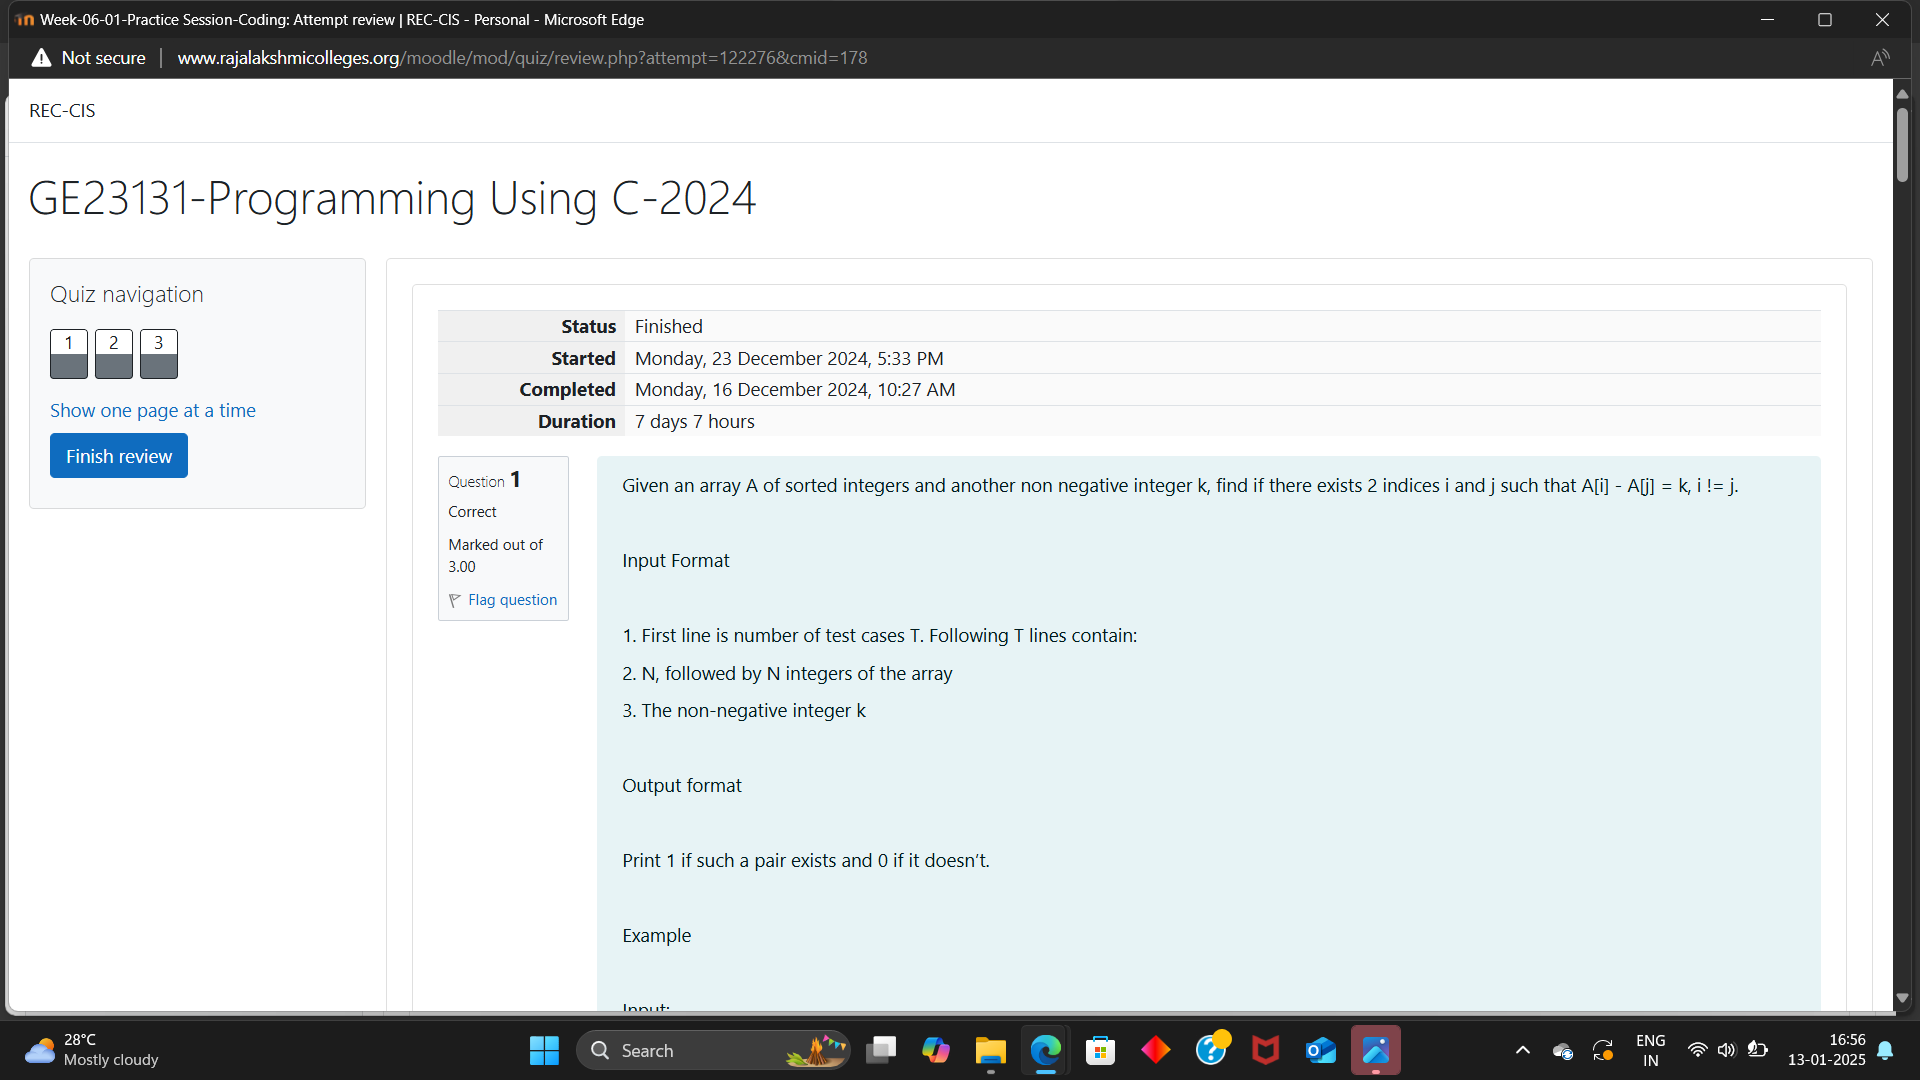 Week-06-01-Practice Session-Coding: Attempt review | REC-CIS - Personal - Microsoft Edge
Not secure
www.rajalakshmicolleges.org/moodle/mod/quiz/review.php?attempt=122276&cmid=178
REC-CIS
GE23131-Programming Using C-2024
Quiz navigation
1 2 3
Show one page at a time
Finish review
Status Finished
Started Monday, 23 December 2024, 5:33 PM
Completed Monday, 16 December 2024, 10:27 AM
Duration 7 days 7 hours
Question 1
Correct
Marked out of
3.00
Flag question
Given an array A of sorted integers and another non negative integer k, find if there exists 2 indices i and j such that A[i] - A[j] = k, i != j.
Input Format
1. First line is number of test cases T. Following T lines contain:
2. N, followed by N integers of the array
3. The non-negative integer k
Output format
Print 1 if such a pair exists and 0 if it doesn’t.
Example
Input:
28°C
Mostly cloudy
Search
ENG
IN
16:56
13-01-2025